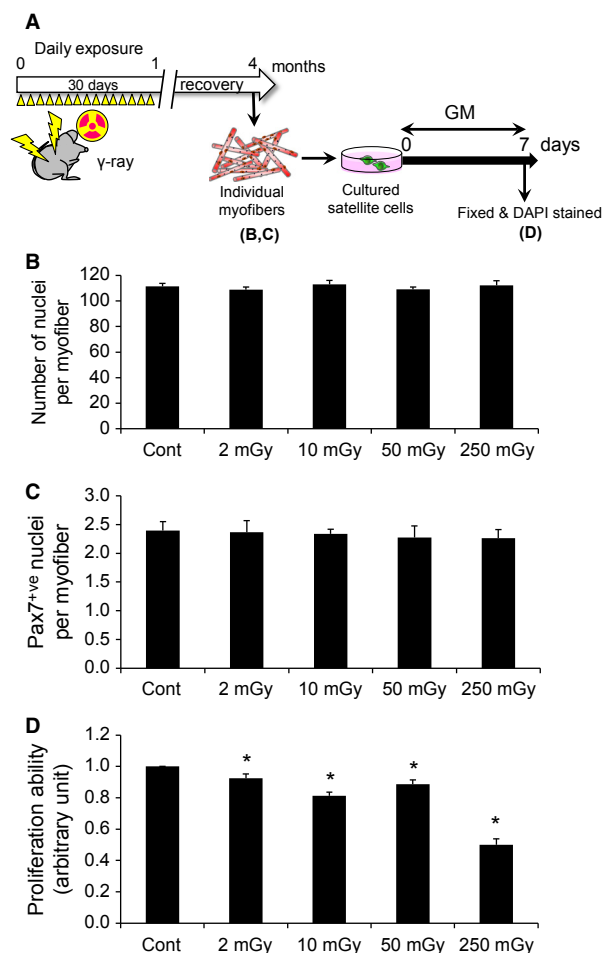 A
Daily exposure
0 1 4 months
30 days recovery
γ-ray
Individual
myofibers
(B,C)
Cultured
satellite cells
GM
0 7 days
Fixed & DAPI stained
(D)
B
Number of nuclei
per myofiber
120
100
80
60
40
20
0
Cont 2 mGy 10 mGy 50 mGy 250 mGy
C
Pax7+ve nuclei
per myofiber
3.0
2.5
2.0
1.5
1.0
0.5
0.0
Cont 2 mGy 10 mGy 50 mGy 250 mGy
D
Proliferation ability
(arbitrary unit)
1.2
1.0
0.8
0.6
0.4
0.2
0.0
* * * *
Cont 2 mGy 10 mGy 50 mGy 250 mGy